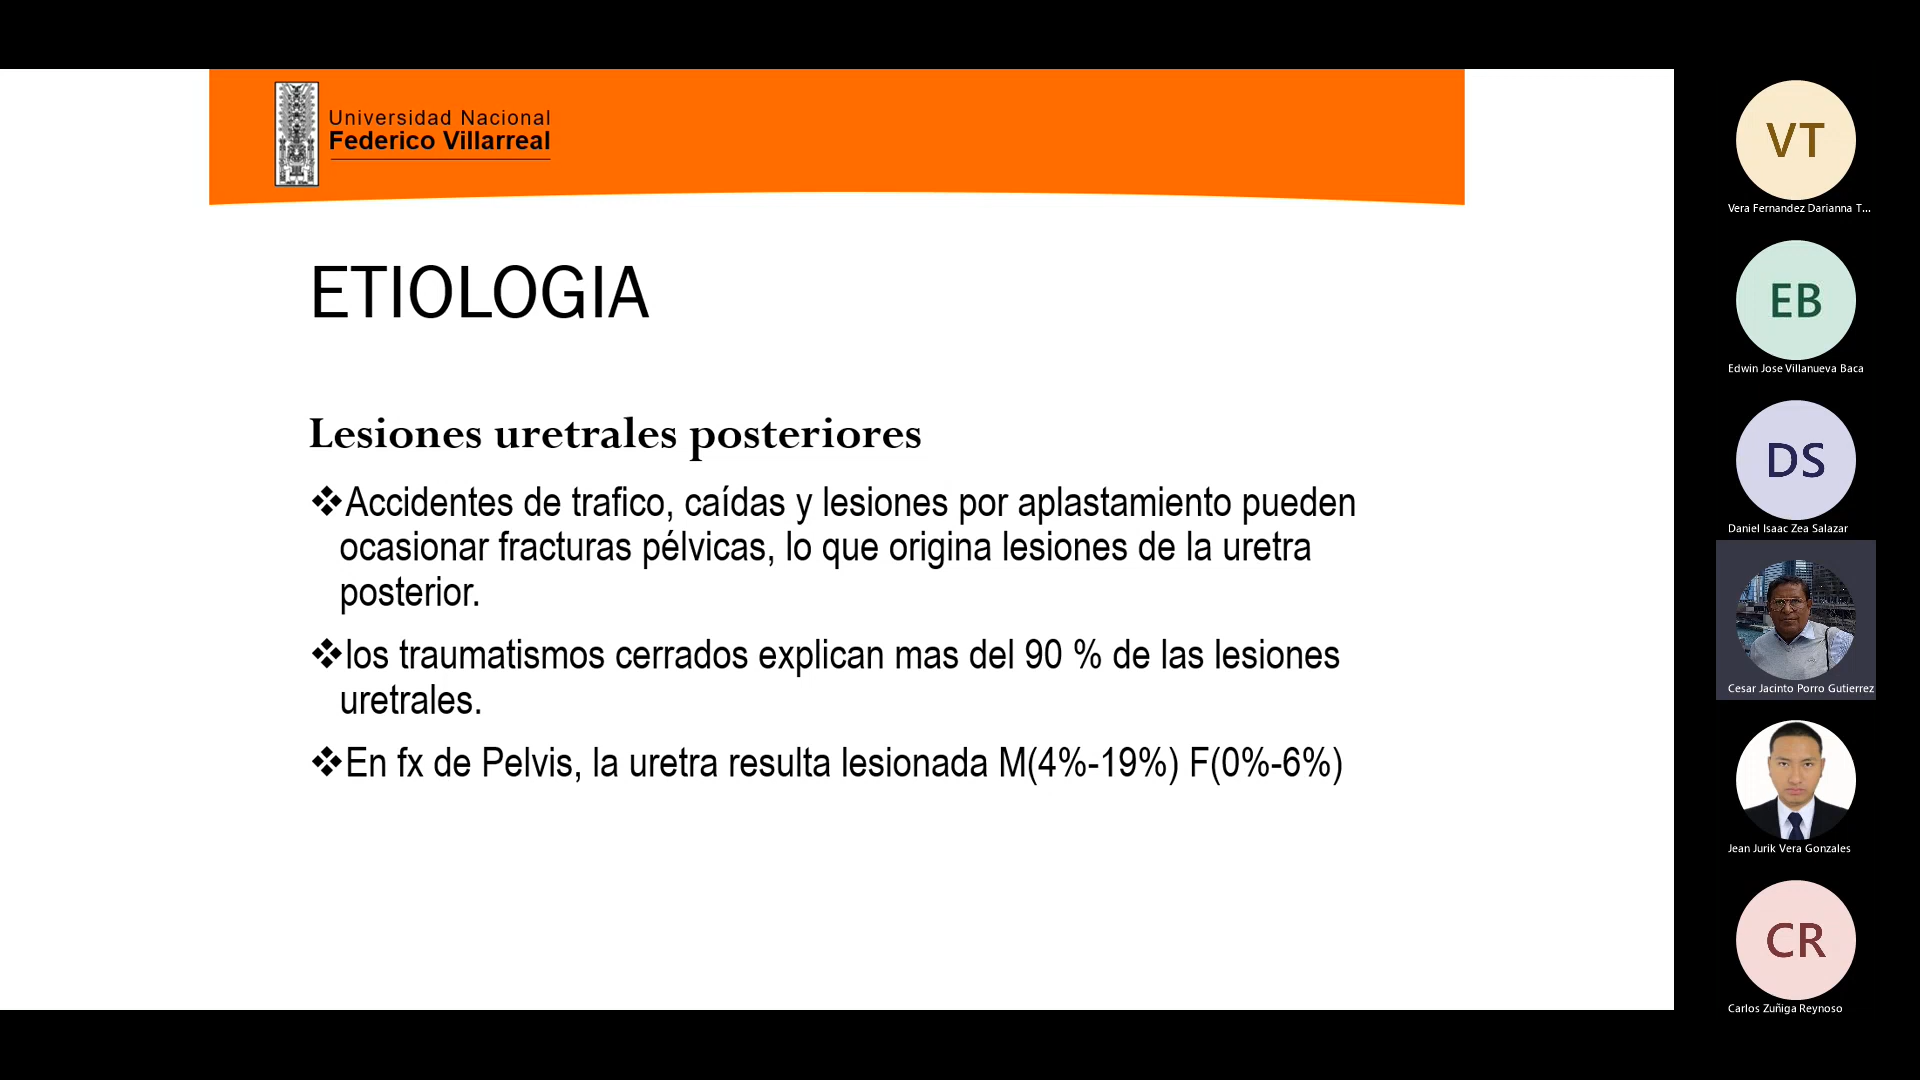 Universidad Nacional
Federico Villarreal
ETIOLOGIA
Lesiones uretrales posteriores
❖Accidentes de trafico, caídas y lesiones por aplastamiento pueden
ocasionar fracturas pélvicas, lo que origina lesiones de la uretra
posterior.
❖los traumatismos cerrados explican mas del 90 % de las lesiones
uretrales.
❖En fx de Pelvis, la uretra resulta lesionada M(4%-19%) F(0%-6%)
VT
Vera Fernandez Darianna T...
EB
Edwin Jose Villanueva Baca
DS
Daniel Isaac Zea Salazar
Cesar Jacinto Porro Gutierrez
Jean Jurik Vera Gonzales
CR
Carlos Zuñiga Reynoso